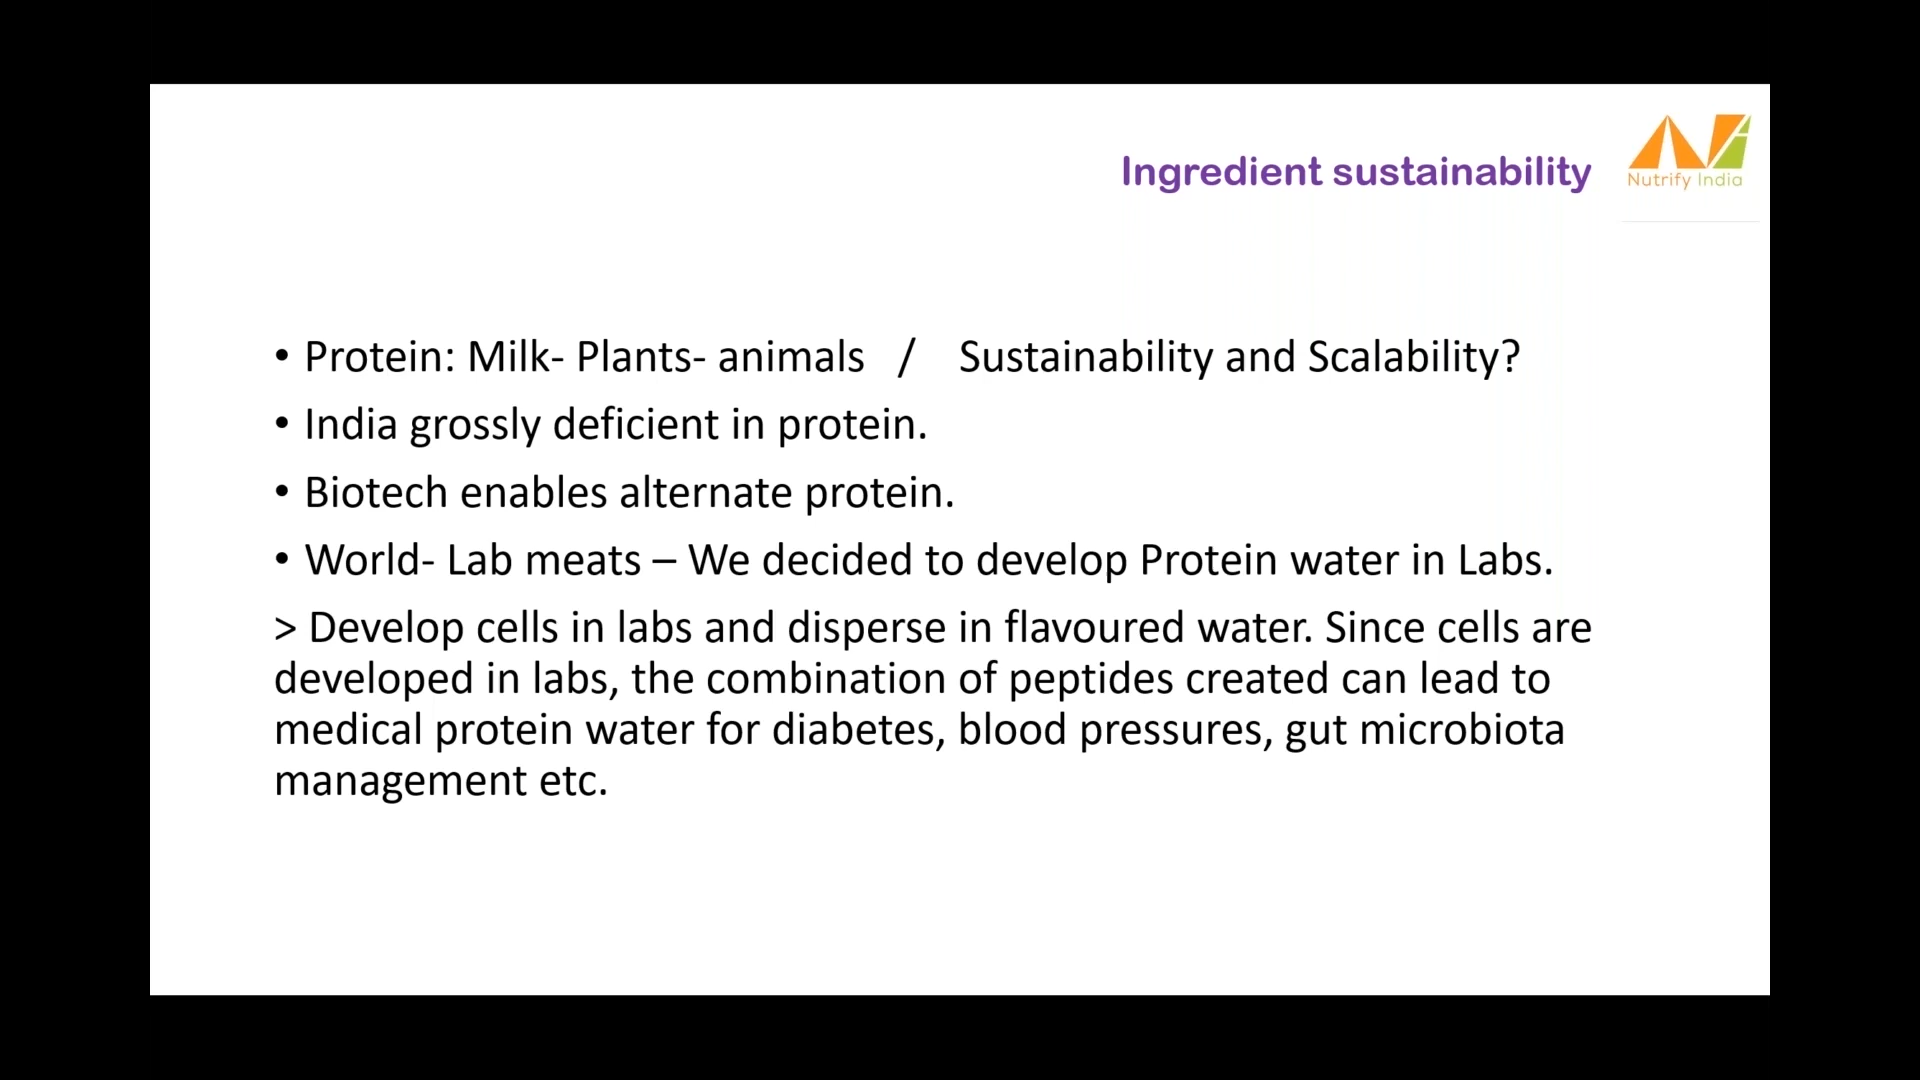 Ingredient sustainability
Nutrify India
• Protein: Milk- Plants- animals / Sustainability and Scalability?
• India grossly deficient in protein.
• Biotech enables alternate protein.
• World- Lab meats – We decided to develop Protein water in Labs.
> Develop cells in labs and disperse in flavoured water. Since cells are
developed in labs, the combination of peptides created can lead to
medical protein water for diabetes, blood pressures, gut microbiota
management etc.